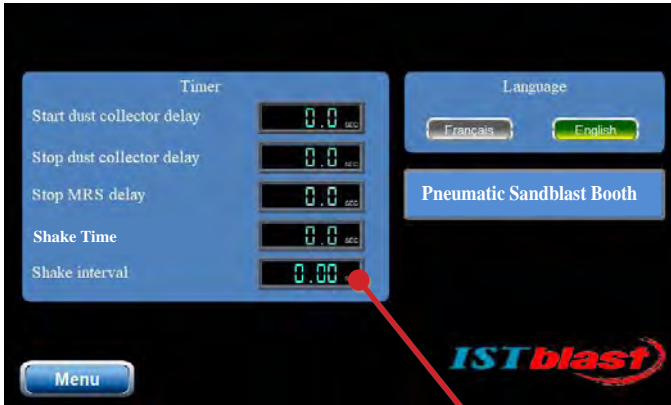 Timer
Start dust collector delay 0.0 SEC
Stop dust collector delay 0.0 SEC
Stop MRS delay 0.0 SEC
Shake Time 0.0 SEC
Shake interval 0.00
Language
Français English
Pneumatic Sandblast Booth
Menu
ISTblast